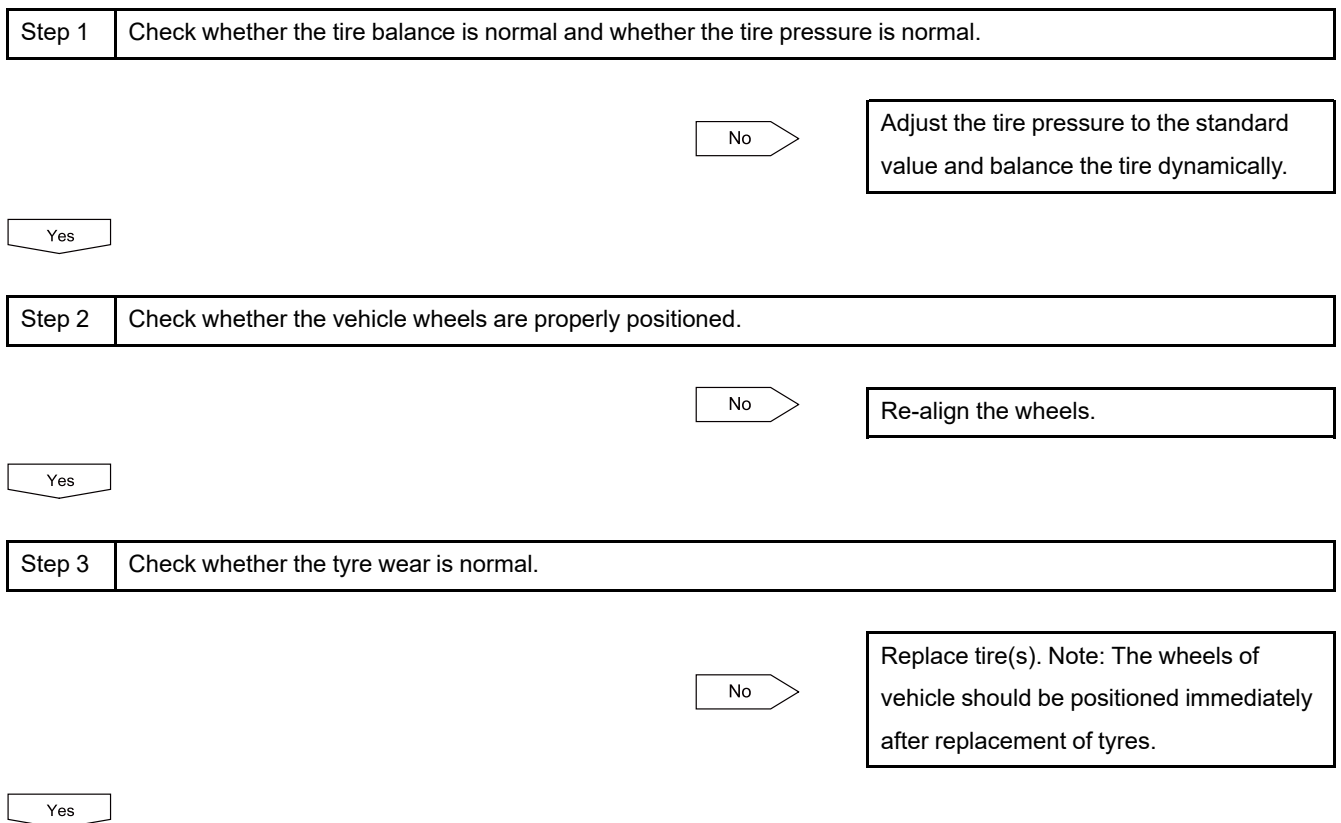 Step 1 Check whether the tire balance is normal and whether the tire pressure is normal.
No
Adjust the tire pressure to the standard
value and balance the tire dynamically.
Yes
Step 2 Check whether the vehicle wheels are properly positioned.
No
Re-align the wheels.
Yes
Step 3 Check whether the tyre wear is normal.
No
Replace tire(s). Note: The wheels of
vehicle should be positioned immediately
after replacement of tyres.
Yes